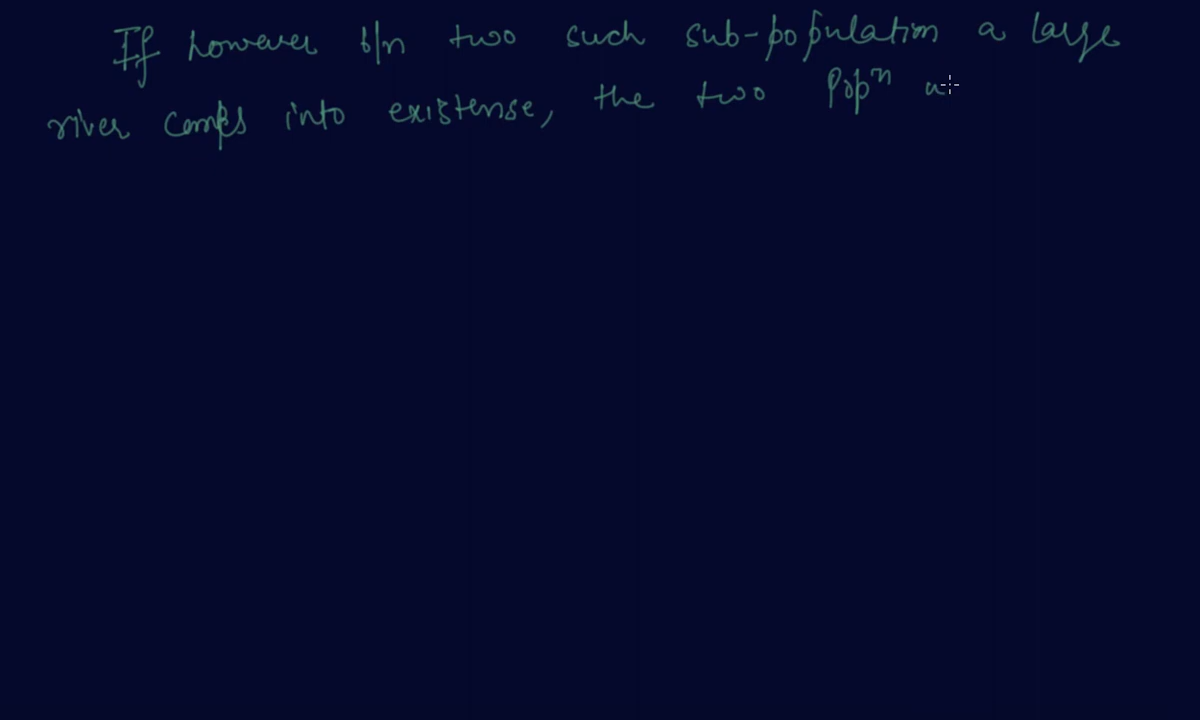 If however b/n two such sub-population a large
river comes into existense, the two Popⁿ